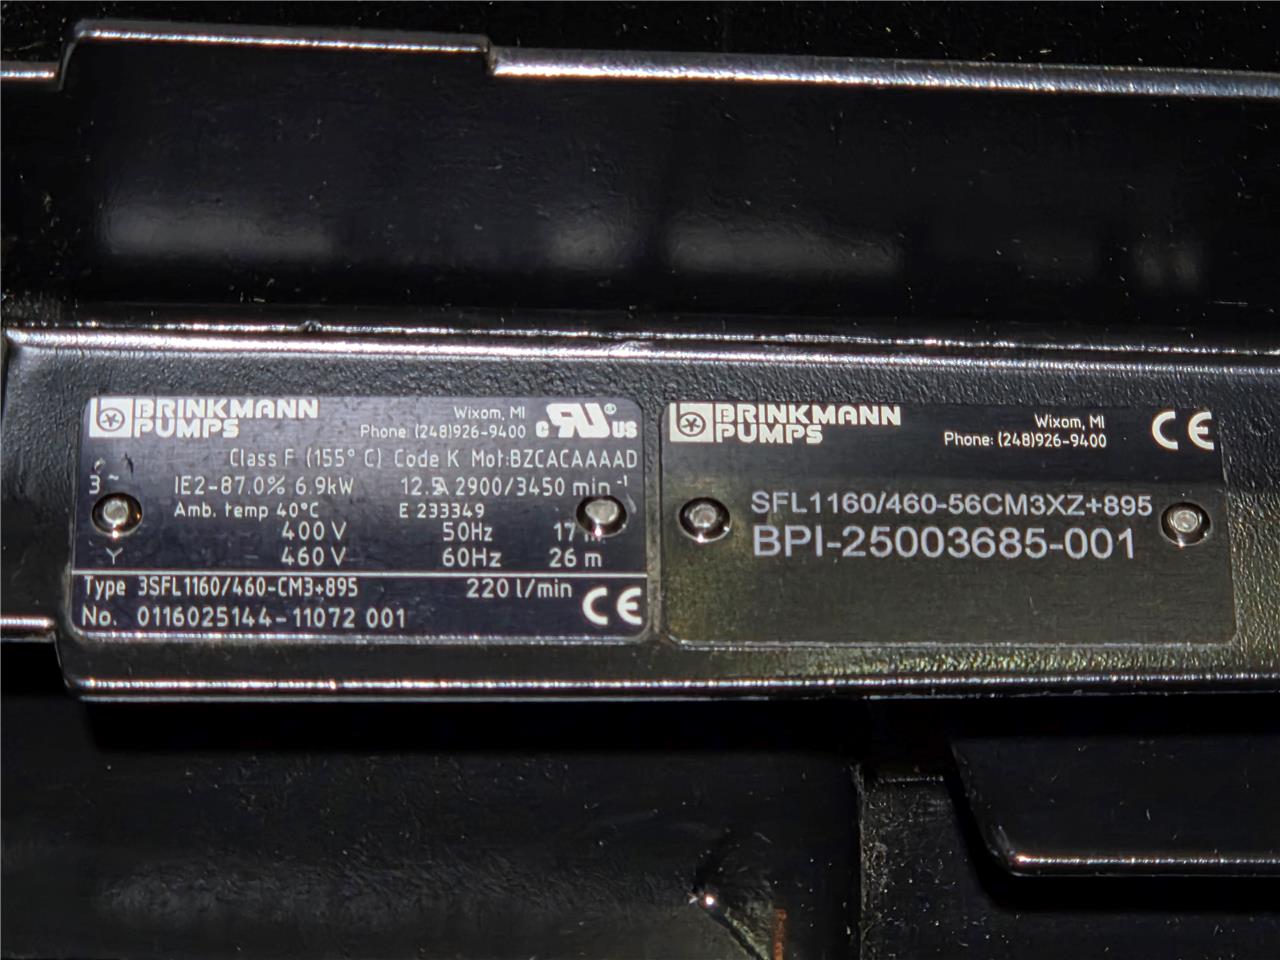 BRINKMANN PUMPS
Wixom, MI
Phone: (248)926-9400
c RU ® US
Class F (155° C) Code K Mot:BZCACAAAAD
3~ IE2-87.0% 6.9kW 12.5A 2900/3450 min⁻¹
Amb. temp 40°C E 233349
400 V 50Hz 17
Y 460 V 60Hz 26 m
Type 3SFL1160/460-CM3+895 220 l/min
No. 0116025144-11072 001 CE
BRINKMANN PUMPS
Wixom, MI
Phone: (248)926-9400 CE
SFL1160/460-56CM3XZ+895
BPI-25003685-001